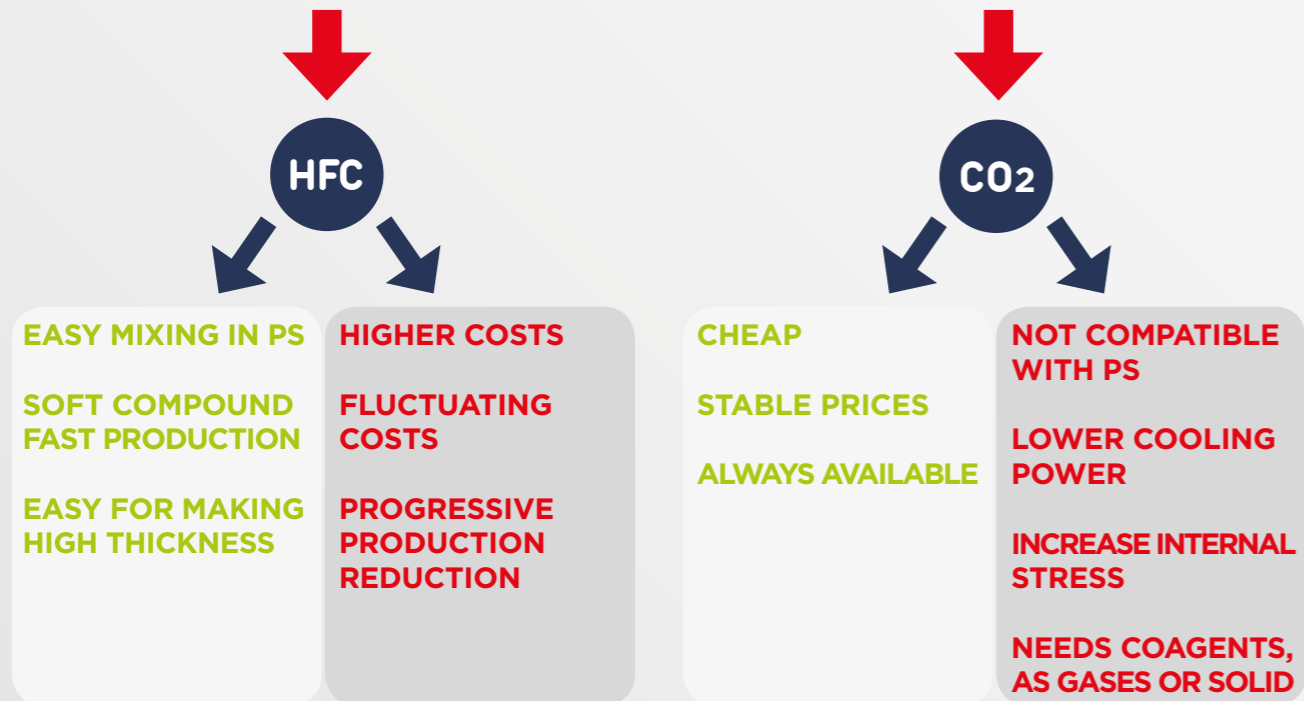 HFC
EASY MIXING IN PS
SOFT COMPOUND
FAST PRODUCTION
EASY FOR MAKING
HIGH THICKNESS
HIGHER COSTS
FLUCTUATING
COSTS
PROGRESSIVE
PRODUCTION
REDUCTION
CO2
CHEAP
STABLE PRICES
ALWAYS AVAILABLE
NOT COMPATIBLE
WITH PS
LOWER COOLING
POWER
INCREASE INTERNAL
STRESS
NEEDS COAGENTS,
AS GASES OR SOLID